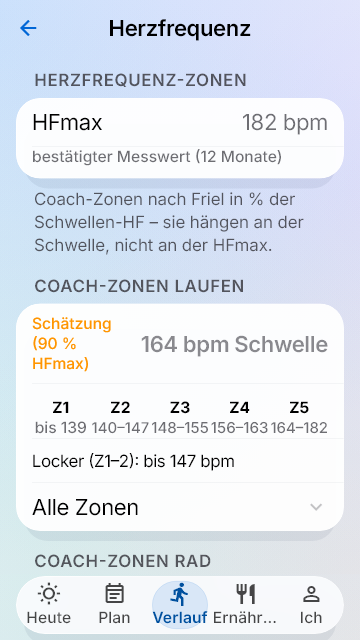 Herzfrequenz
HERZFREQUENZ-ZONEN
HFmax 182 bpm
bestätigter Messwert (12 Monate)
Coach-Zonen nach Friel in % der
Schwellen-HF – sie hängen an der
Schwelle, nicht an der HFmax.
COACH-ZONEN LAUFEN
Schätzung
(90 %
HFmax)
164 bpm Schwelle
Z1 Z2 Z3 Z4 Z5
bis 139 140–147 148–155 156–163 164–182
Locker (Z1–2): bis 147 bpm
Alle Zonen
COACH-ZONEN RAD
Heute Plan Verlauf Ernähr... Ich